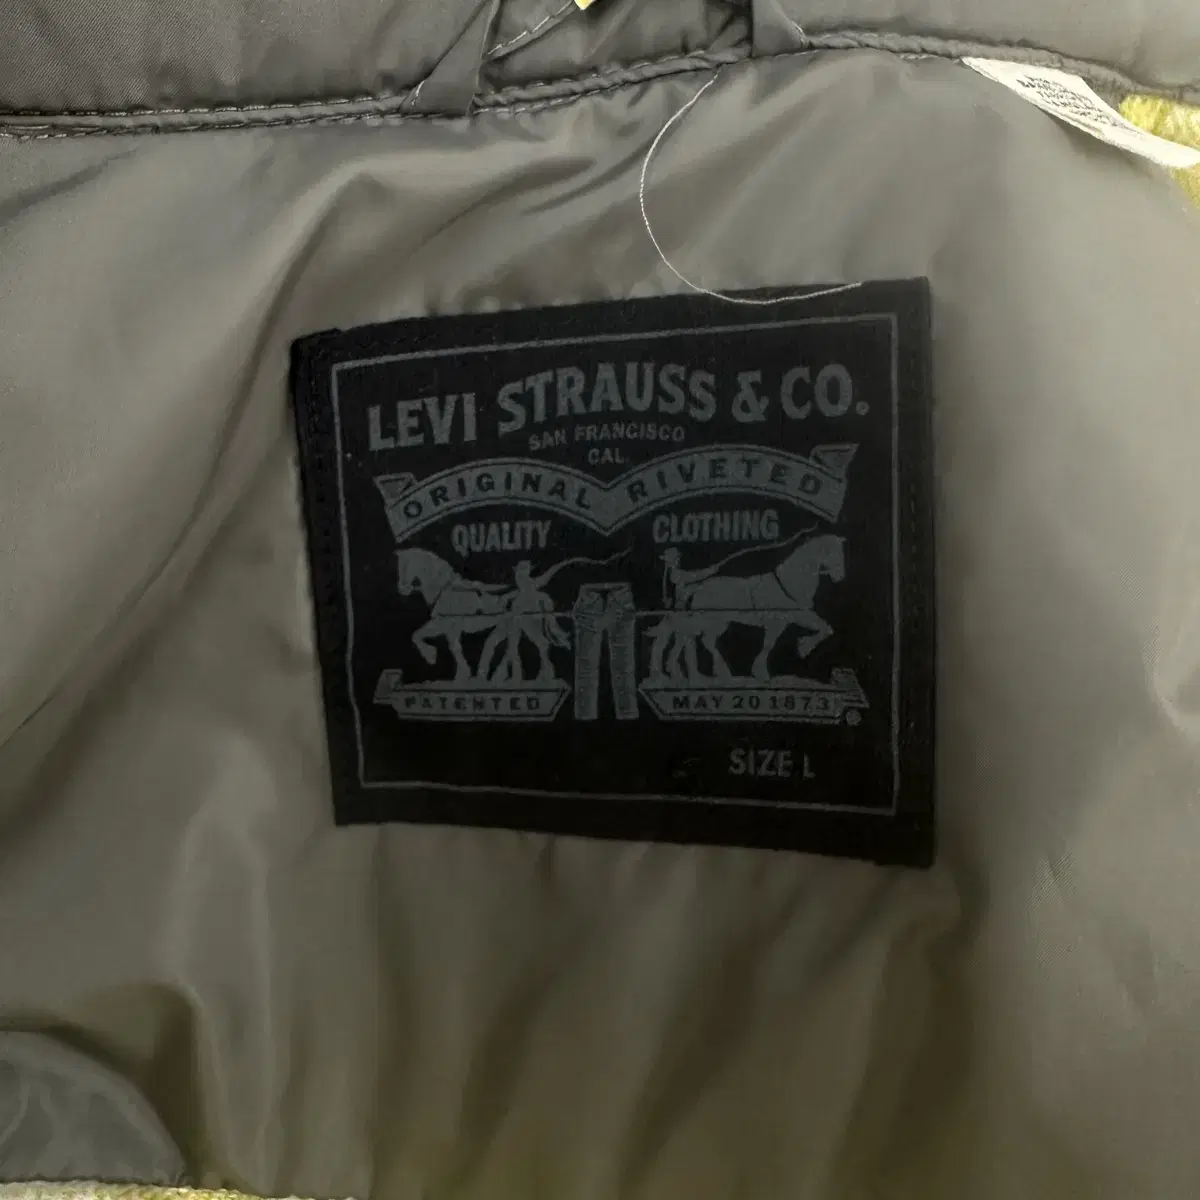 LEVI STRAUSS & CO.
SAN FRANCISCO
CAL.
ORIGINAL RIVETED
QUALITY CLOTHING
PATENTED MAY 20 1873
®
SIZE L